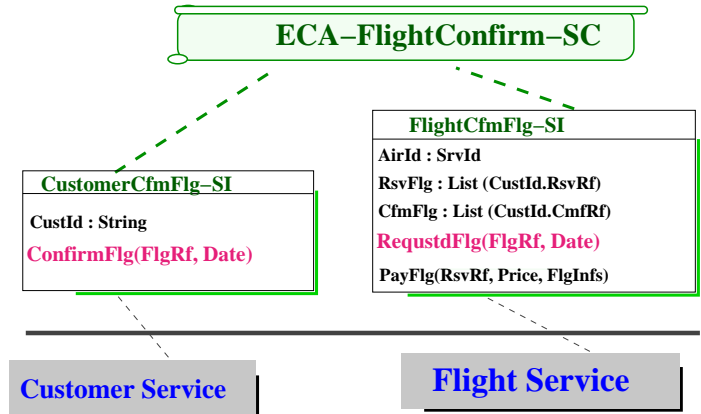 ECA–FlightConfirm–SC
CustomerCfmFlg–SI
CustId : String
ConfirmFlg(FlgRf, Date)
FlightCfmFlg–SI
AirId : SrvId
RsvFlg : List (CustId.RsvRf)
CfmFlg : List (CustId.CmfRf)
RequstdFlg(FlgRf, Date)
PayFlg(RsvRf, Price, FlgInfs)
Customer Service
Flight Service